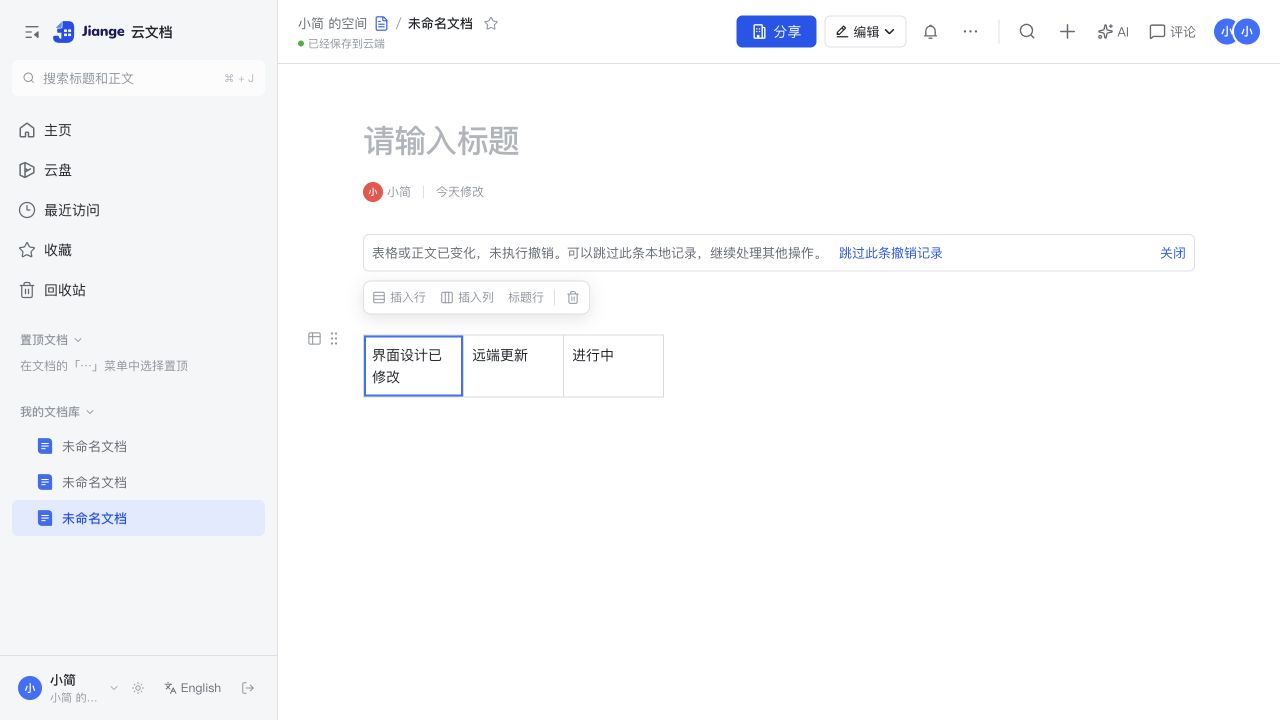 Jiange 云文档
搜索标题和正文 ⌘ + J
主页
云盘
最近访问
收藏
回收站
置顶文档
在文档的「…」菜单中选择置顶
我的文档库
未命名文档
未命名文档
未命名文档
小
小简
小简 的…
English
小简 的空间 / 未命名文档
已经保存到云端
分享
编辑
AI
评论
小 小
请输入标题
小 小简 今天修改
表格或正文已变化，未执行撤销。可以跳过此条本地记录，继续处理其他操作。 跳过此条撤销记录 关闭
插入行 插入列 标题行
界面设计已修改 远端更新 进行中